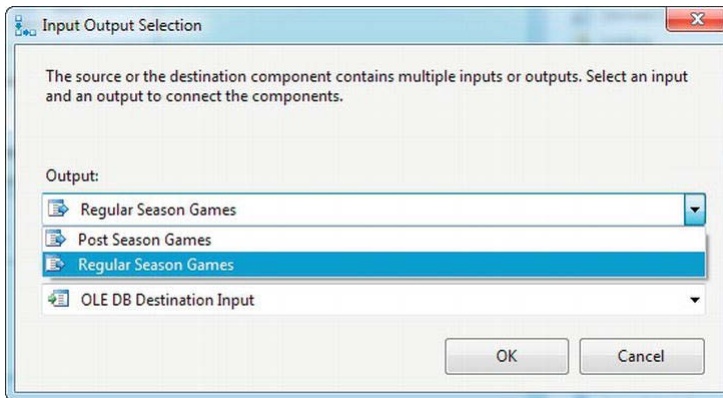 Input Output Selection
The source or the destination component contains multiple inputs or outputs. Select an input
and an output to connect the components.
Output:
Regular Season Games
Post Season Games
Regular Season Games
OLE DB Destination Input
OK
Cancel